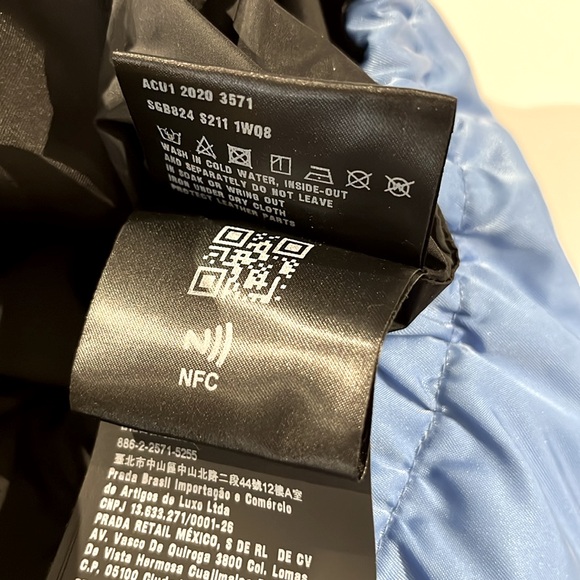 ACU1 2020 3571
SGB824 S211 1WQ8
WASH IN COLD WATER, INSIDE-OUT
AND SEPARATELY DO NOT LEAVE
IN SOAK OR WRING OUT
IRON UNDER DRY CLOTH
PROTECT LEATHER PARTS
NFC
886-2-2571-5255
臺北市中山區中山北路二段44號12樓A室
Prada Brasil Importação e Comércio
de Artigos de Luxo Ltda
CNPJ 13.633.271/0001-26
PRADA RETAIL MÉXICO, S DE RL DE CV
AV, Vasco De Quiroga 3800 Col. Lomas
De Vista Hermosa Cuajimalpa
C.P. 05100